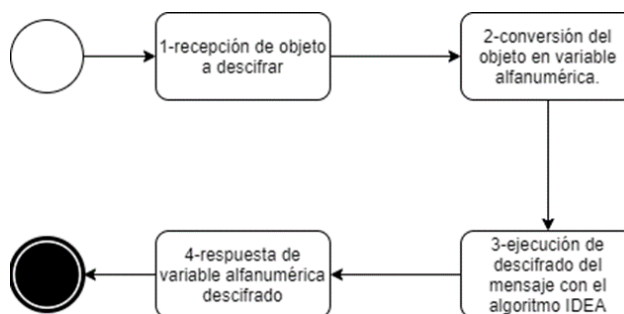 1-recepción de objeto
a descifrar
2-conversión del
objeto en variable
alfanumérica.
3-ejecución de
descifrado del
mensaje con el
algoritmo IDEA
4-respuesta de
variable alfanumérica
descifrado